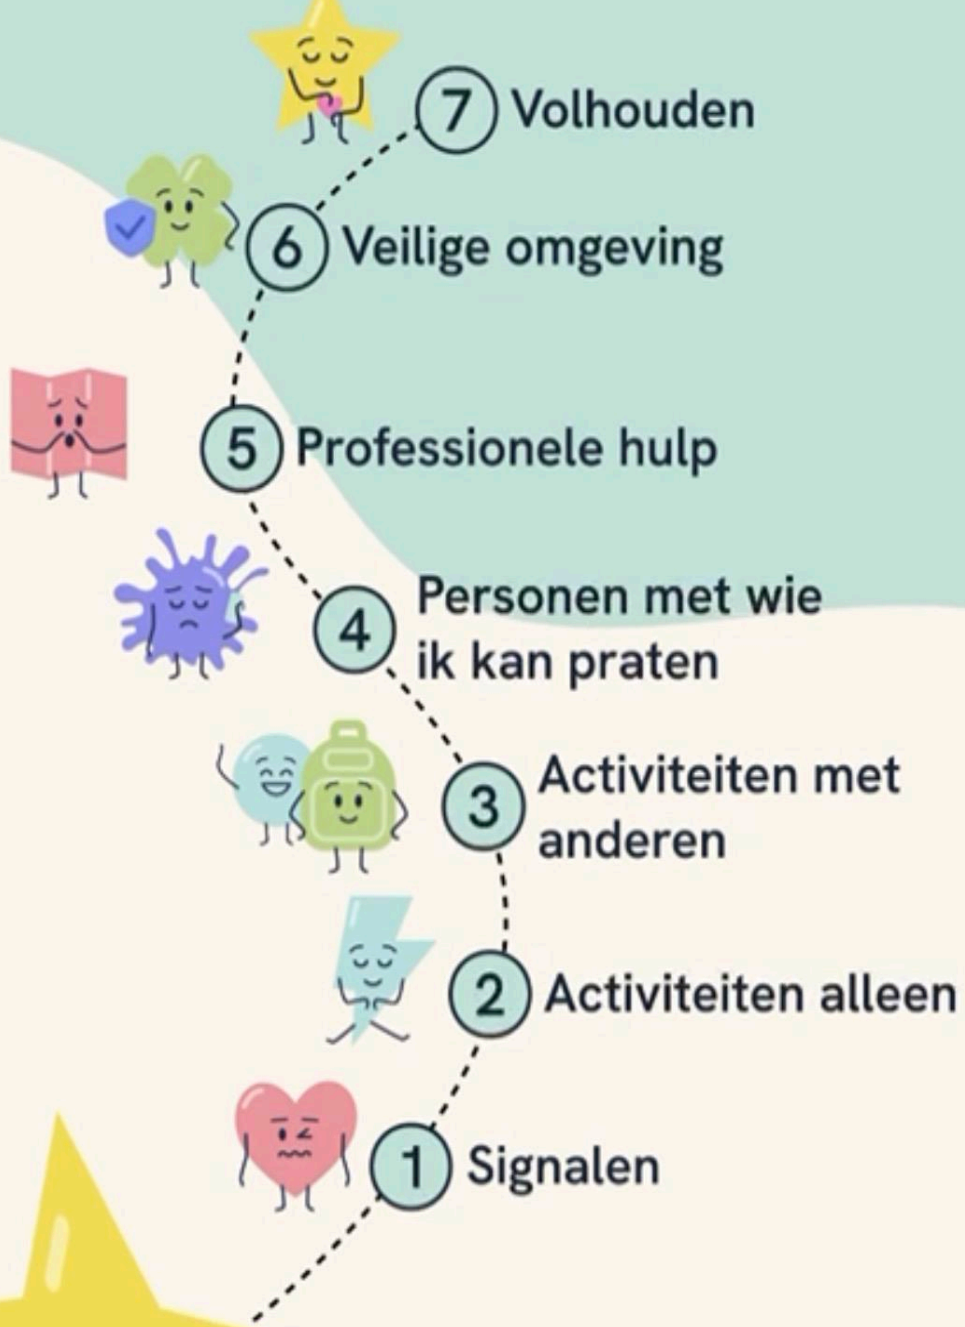 7 Volhouden
6 Veilige omgeving
5 Professionele hulp
4 Personen met wie
ik kan praten
3 Activiteiten met
anderen
2 Activiteiten alleen
1 Signalen